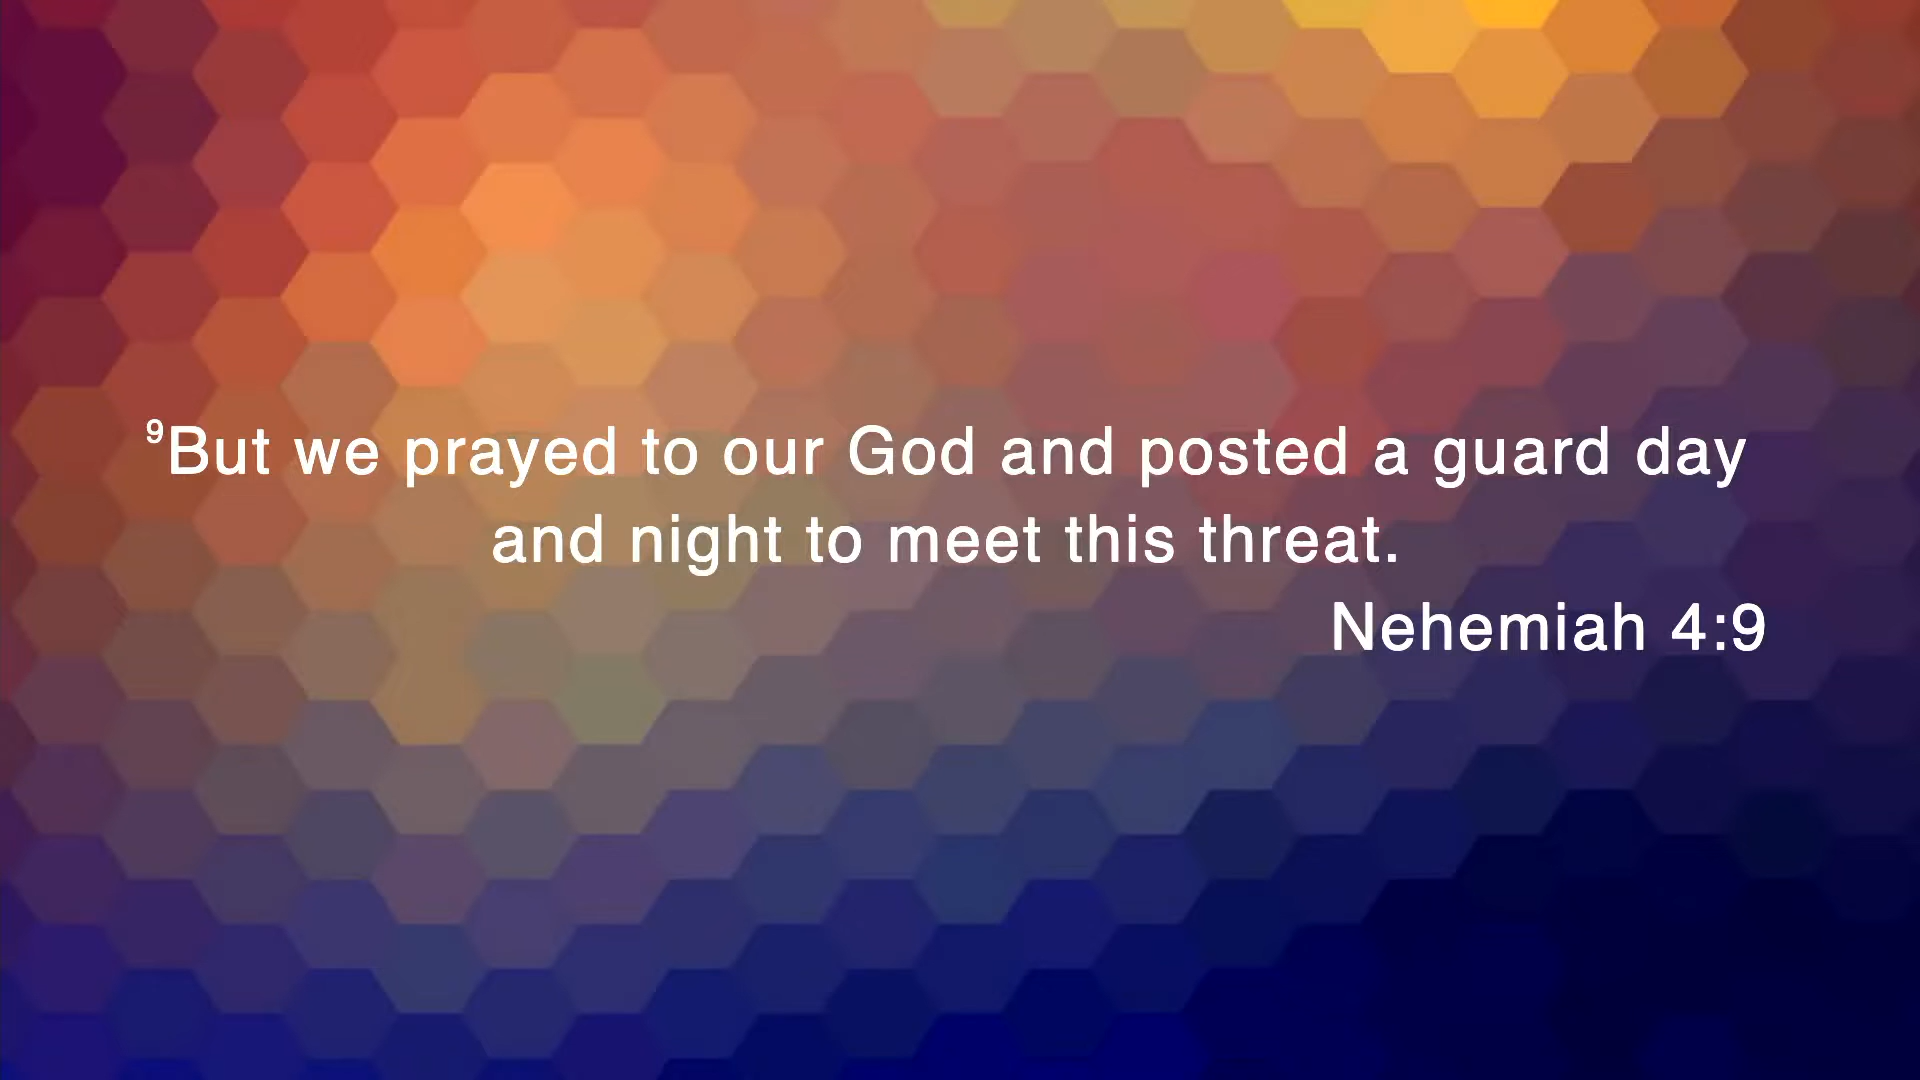 ⁹But we prayed to our God and posted a guard day
and night to meet this threat.
Nehemiah 4:9